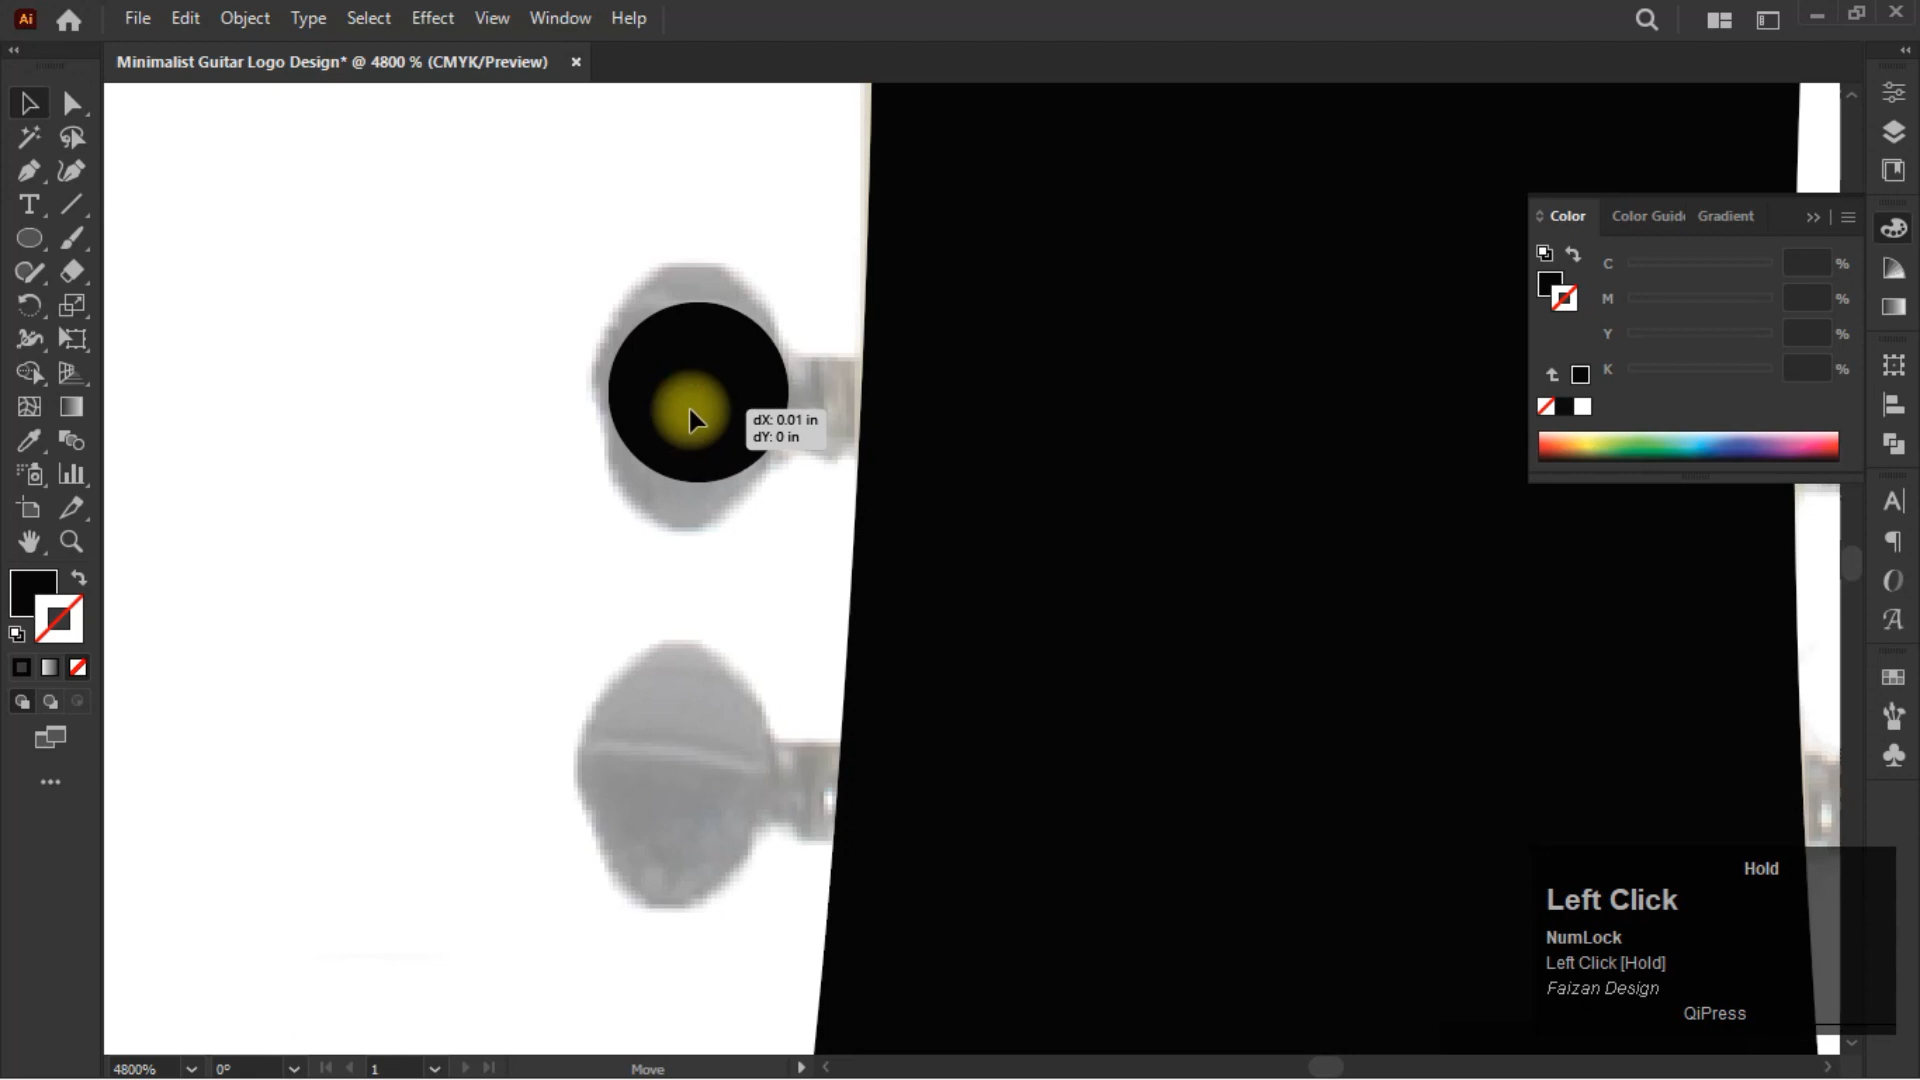 Ai File Edit Object Type Select Effect View Window Help
Minimalist Guitar Logo Design* @ 4800 % (CMYK/Preview) ×
Color Color Guide Gradient
C %
M %
Y %
K %
dX: 0.01 in
dY: 0 in
Hold
Left Click
NumLock
Left Click [Hold]
Faizan Design
QiPress
4800% 0° 1 Move